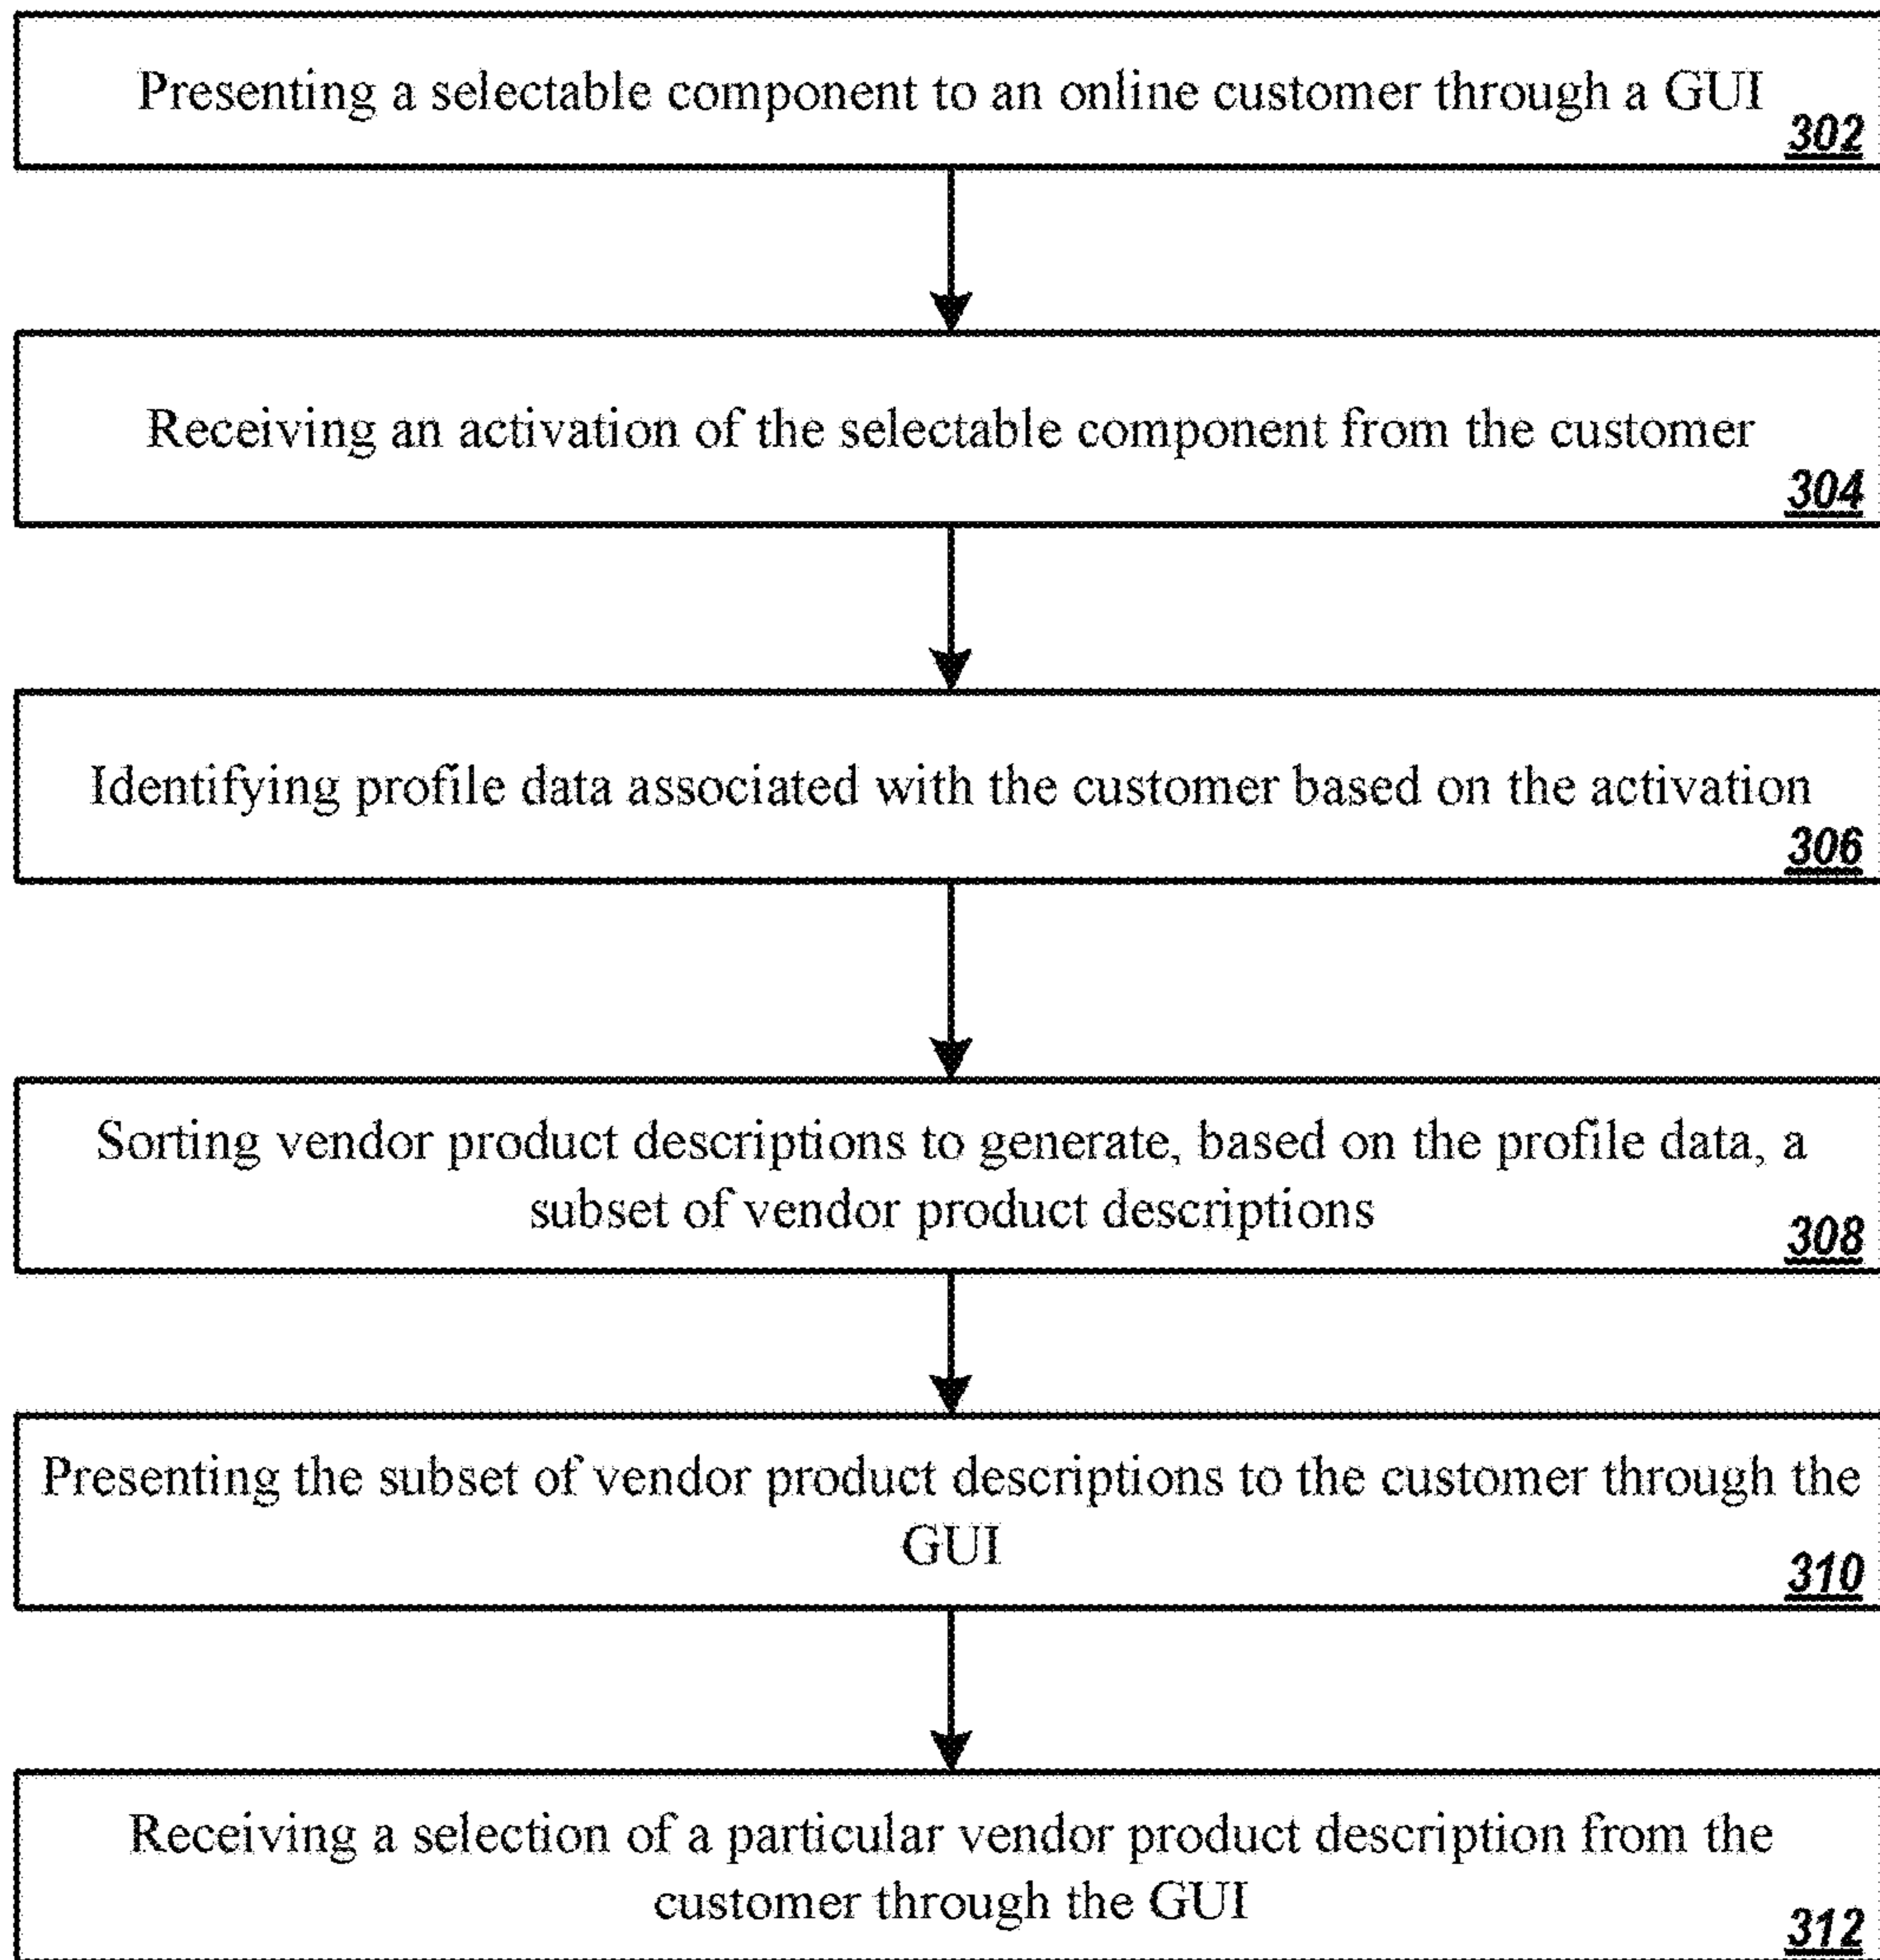 Presenting a selectable component to an online customer through a GUI
302
Receiving an activation of the selectable component from the customer
304
Identifying profile data associated with the customer based on the activation
306
Sorting vendor product descriptions to generate, based on the profile data, a
subset of vendor product descriptions
308
Presenting the subset of vendor product descriptions to the customer through the
GUI
310
Receiving a selection of a particular vendor product description from the
customer through the GUI
312